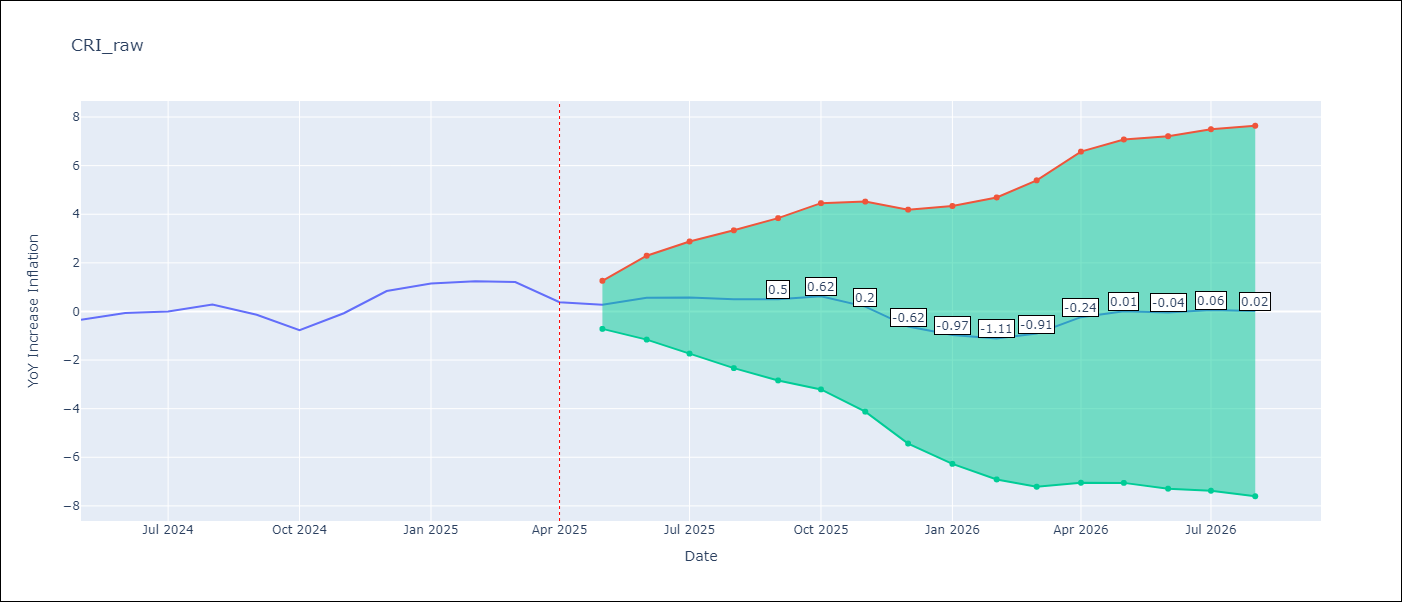 CRI_raw
YoY Increase Inflation
8
6
4
2
0
−2
−4
−6
−8
0.5
0.62
0.2
-0.62
-0.97
-1.11
-0.91
-0.24
0.01
-0.04
0.06
0.02
Jul 2024
Oct 2024
Jan 2025
Apr 2025
Jul 2025
Oct 2025
Jan 2026
Apr 2026
Jul 2026
Date